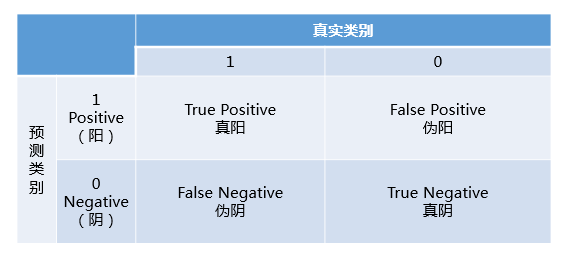 真实类别
1
0
预测类别
1
Positive
（阳）
True Positive
真阳
False Positive
伪阳
0
Negative
（阴）
False Negative
伪阴
True Negative
真阴